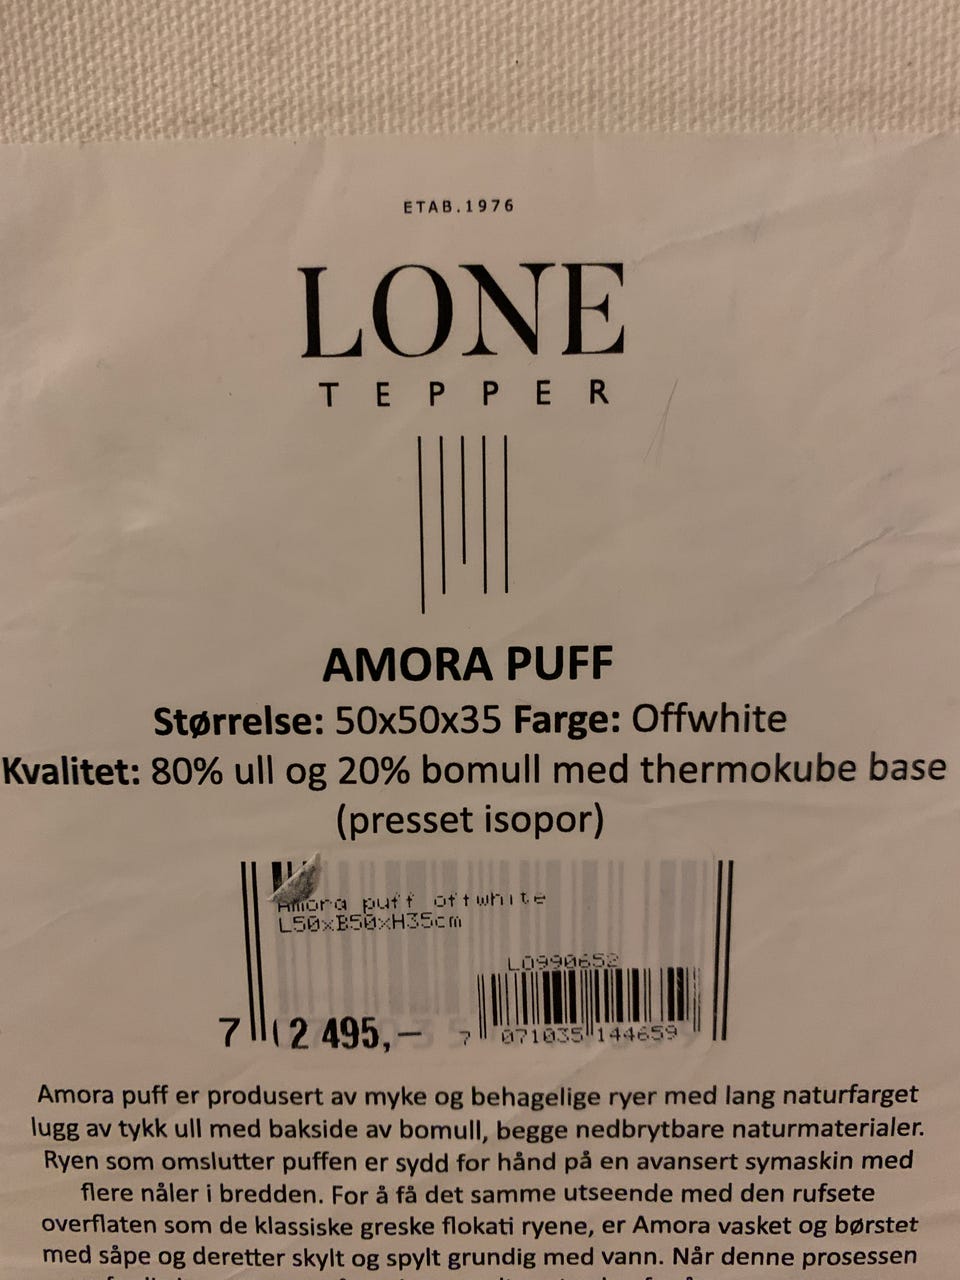 ETAB.1976
LONE
TEPPER
AMORA PUFF
Størrelse: 50x50x35 Farge: Offwhite
Kvalitet: 80% ull og 20% bomull med thermokube base
(presset isopor)
Amora puff offwhite
L50xB50xH35cm
LO990652
7 2 495,-
7 071035 144659
Amora puff er produsert av myke og behagelige ryer med lang naturfarget
lugg av tykk ull med bakside av bomull, begge nedbrytbare naturmaterialer.
Ryen som omslutter puffen er sydd for hånd på en avansert symaskin med
flere nåler i bredden. For å få det samme utseende med den rufsete
overflaten som de klassiske greske flokati ryene, er Amora vasket og børstet
med såpe og deretter skylt og spylt grundig med vann. Når denne prosessen